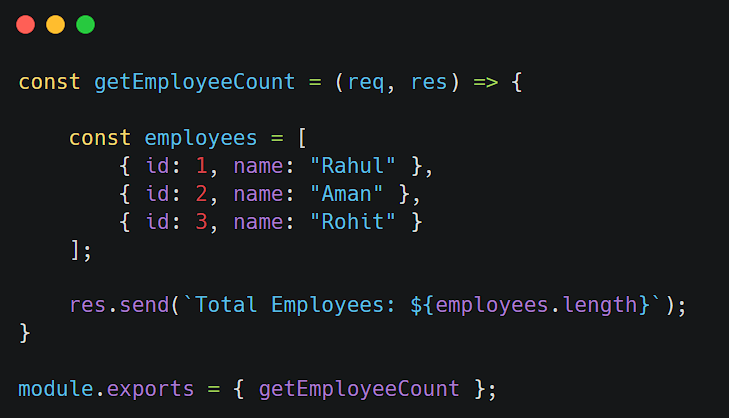 const getEmployeeCount = (req, res) => {
    const employees = [
        { id: 1, name: "Rahul" },
        { id: 2, name: "Aman" },
        { id: 3, name: "Rohit" }
    ];
    res.send(`Total Employees: ${employees.length}`);
}
module.exports = { getEmployeeCount };